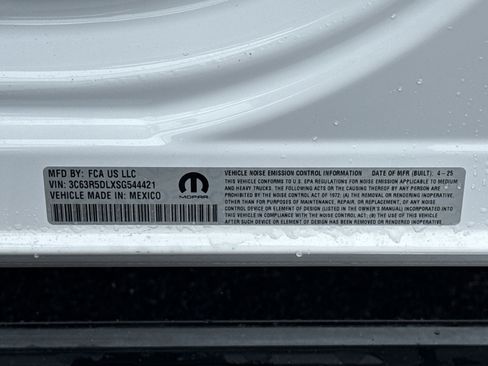 MFD BY: FCA US LLC
VIN: 3C63R5DLXSG544421
VEHICLE MADE IN: MEXICO
MOPAR
VEHICLE NOISE EMISSION CONTROL INFORMATION DATE OF MFR (BUILT): 4-25
THIS VEHICLE CONFORMS TO U.S. EPA REGULATIONS FOR NOISE EMISSION APPLICABLE TO MEDIUM
AND HEAVY TRUCKS. THE FOLLOWING ACTS OR THE CAUSING THEREOF BY ANY PERSON ARE
PROHIBITED BY THE NOISE CONTROL ACT OF 1972: (A) THE REMOVAL OR RENDERING INOPERATIVE,
OTHER THAN FOR PURPOSES OF MAINTENANCE, REPAIR, OR REPLACEMENT, OF ANY NOISE CONTROL
DEVICE OR ELEMENT OF DESIGN (LISTED IN THE OWNER'S MANUAL) INCORPORATED INTO
THIS VEHICLE IN COMPLIANCE WITH THE NOISE CONTROL ACT; (B) THE USE OF THIS VEHICLE
AFTER SUCH DEVICE OR ELEMENT OF DESIGN HAS BEEN REMOVED OR RENDERED INOPERATIVE.